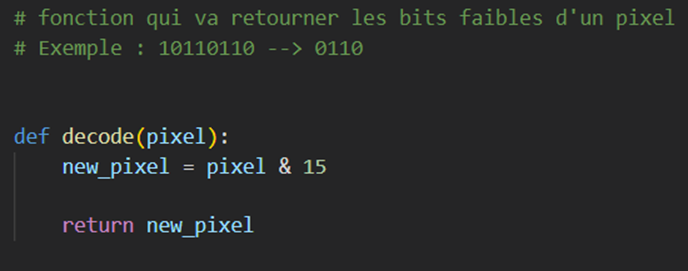 # fonction qui va retourner les bits faibles d'un pixel
# Exemple : 10110110 --> 0110
def decode(pixel):
    new_pixel = pixel & 15
    return new_pixel